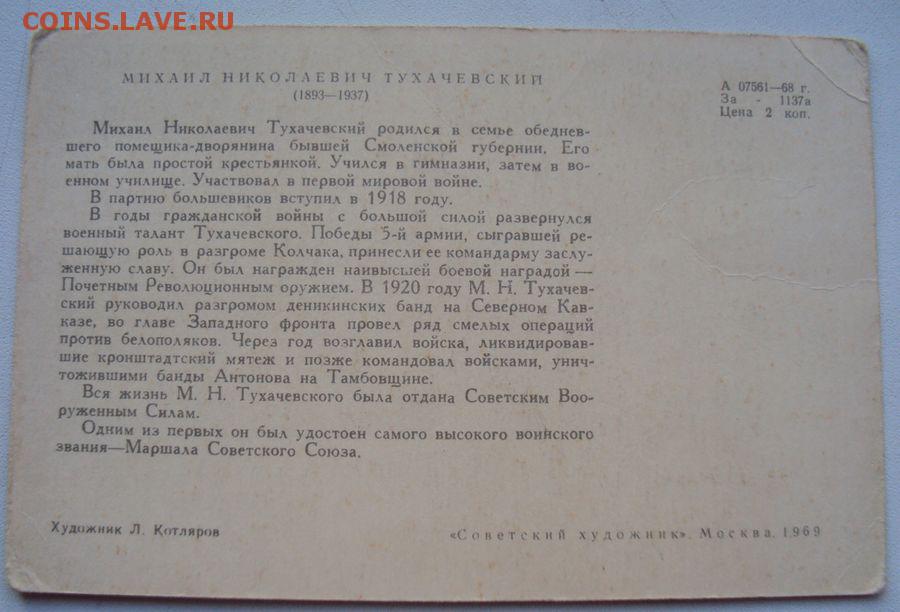 COINS.LAVE.RU
МИХАИЛ НИКОЛАЕВИЧ ТУХАЧЕВСКИЙ
(1893—1937)
А 07561—68 г.
За - 1137а
Цена 2 коп.
Михаил Николаевич Тухачевский родился в семье обеднев-
шего помещика-дворянина бывшей Смоленской губернии. Его
мать была простой крестьянкой. Учился в гимназии, затем в во-
енном училище. Участвовал в первой мировой войне.
В партию большевиков вступил в 1918 году.
В годы гражданской войны с большой силой развернулся
военный талант Тухачевского. Победы 5-й армии, сыгравшей ре-
шающую роль в разгроме Колчака, принесли ее командарму заслу-
женную славу. Он был награжден наивысшей боевой наградой —
Почетным Революционным оружием. В 1920 году М. Н. Тухачев-
ский руководил разгромом деникинских банд на Северном Кав-
казе, во главе Западного фронта провел ряд смелых операций
против белополяков. Через год возглавил войска, ликвидировав-
шие кронштадтский мятеж и позже командовал войсками, унич-
тожившими банды Антонова на Тамбовщине.
Вся жизнь М. Н. Тухачевского была отдана Советским Воо-
руженным Силам.
Одним из первых он был удостоен самого высокого воинского
звания—Маршала Советского Союза.
Художник Л. Котляров
«Советский художник». Москва. 1969